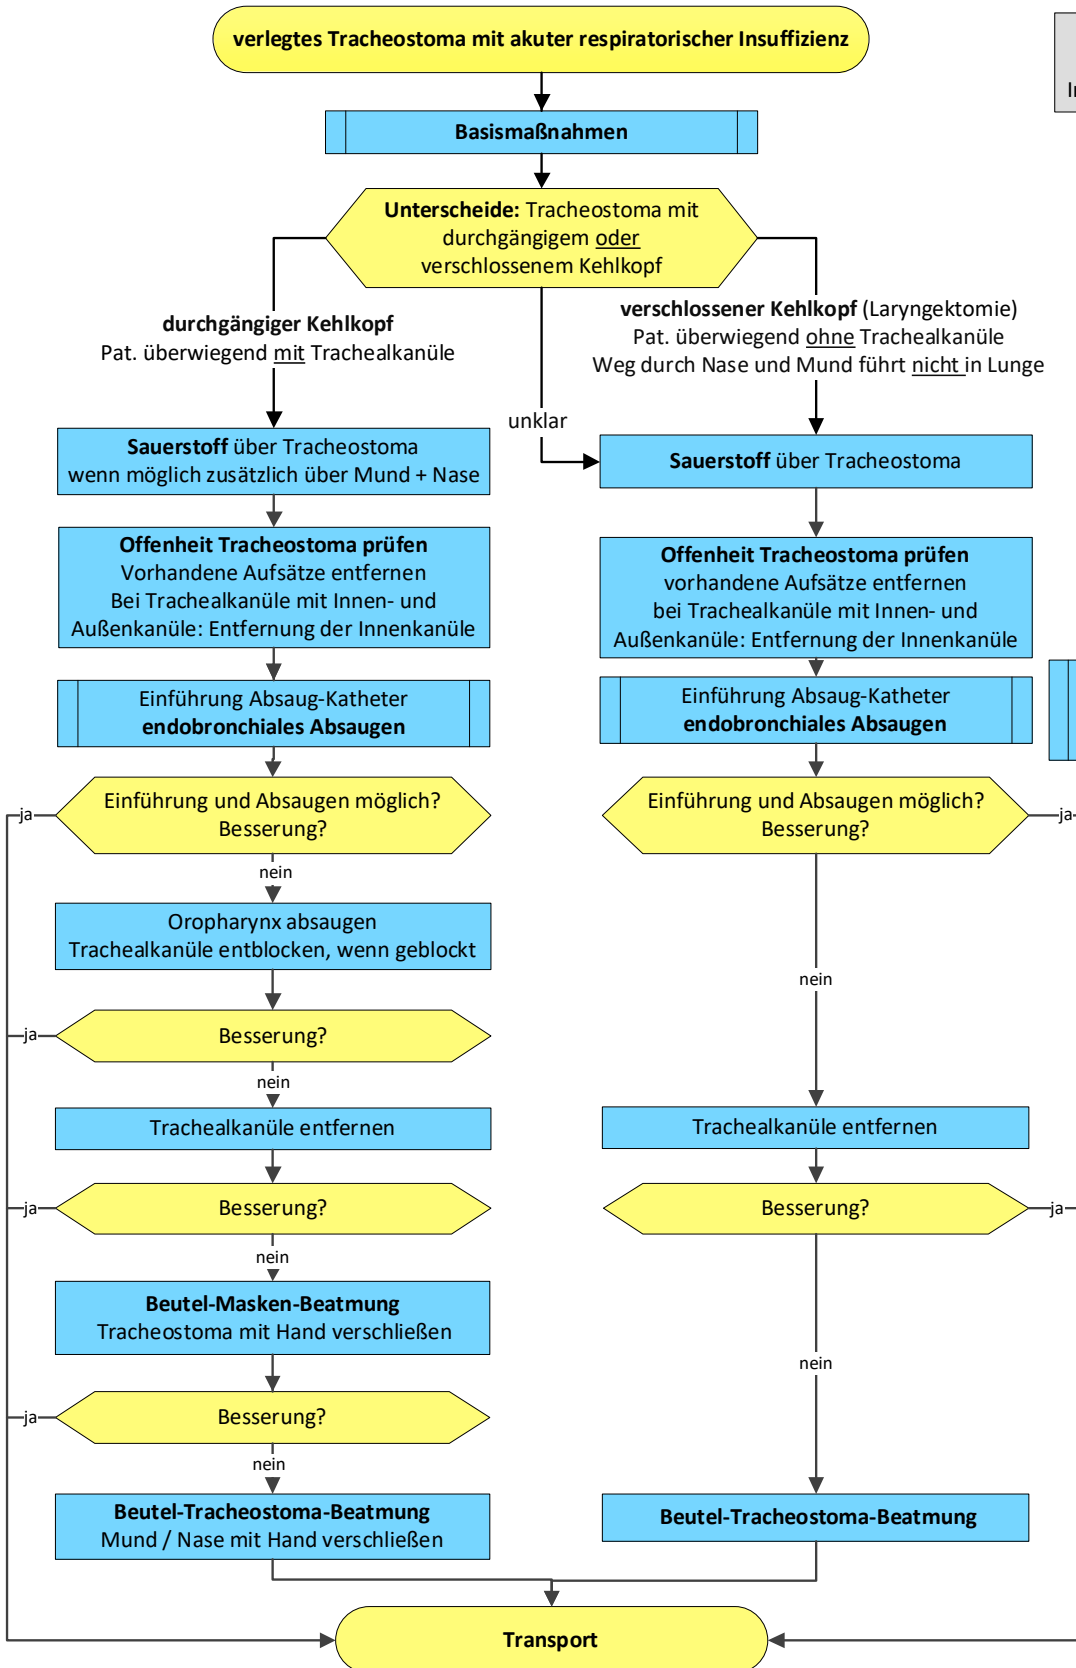 verlegtes Tracheostoma mit akuter respiratorischer Insuffizienz
Basismaßnahmen
Unterscheide: Tracheostoma mit
durchgängigem oder
verschlossenem Kehlkopf
durchgängiger Kehlkopf
Pat. überwiegend mit Trachealkanüle
verschlossener Kehlkopf (Laryngektomie)
Pat. überwiegend ohne Trachealkanüle
Weg durch Nase und Mund führt nicht in Lunge
unklar
Sauerstoff über Tracheostoma
wenn möglich zusätzlich über Mund + Nase
Sauerstoff über Tracheostoma
Offenheit Tracheostoma prüfen
Vorhandene Aufsätze entfernen
Bei Trachealkanüle mit Innen- und
Außenkanüle: Entfernung der Innenkanüle
Offenheit Tracheostoma prüfen
vorhandene Aufsätze entfernen
bei Trachealkanüle mit Innen- und
Außenkanüle: Entfernung der Innenkanüle
Einführung Absaug-Katheter
endobronchiales Absaugen
Einführung Absaug-Katheter
endobronchiales Absaugen
Einführung und Absaugen möglich?
Besserung?
ja
nein
Einführung und Absaugen möglich?
Besserung?
ja
nein
Oropharynx absaugen
Trachealkanüle entblocken, wenn geblockt
Besserung?
ja
nein
Trachealkanüle entfernen
Trachealkanüle entfernen
Besserung?
ja
nein
Besserung?
ja
nein
Beutel-Masken-Beatmung
Tracheostoma mit Hand verschließen
Besserung?
ja
nein
Beutel-Tracheostoma-Beatmung
Mund / Nase mit Hand verschließen
Beutel-Tracheostoma-Beatmung
Transport